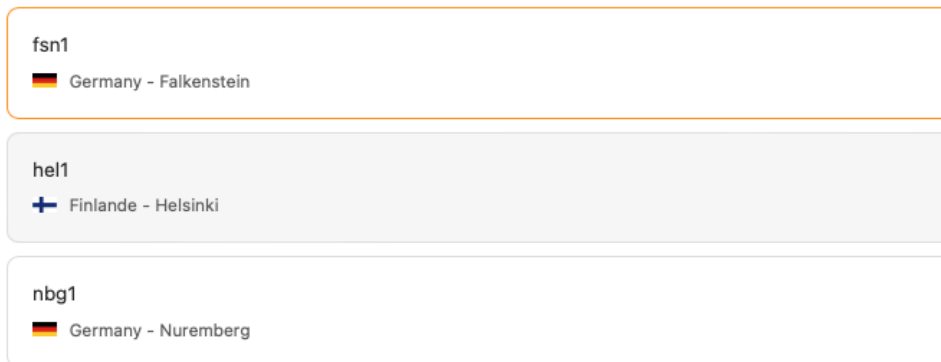 fsn1
Germany - Falkenstein
hel1
Finlande - Helsinki
nbg1
Germany - Nuremberg